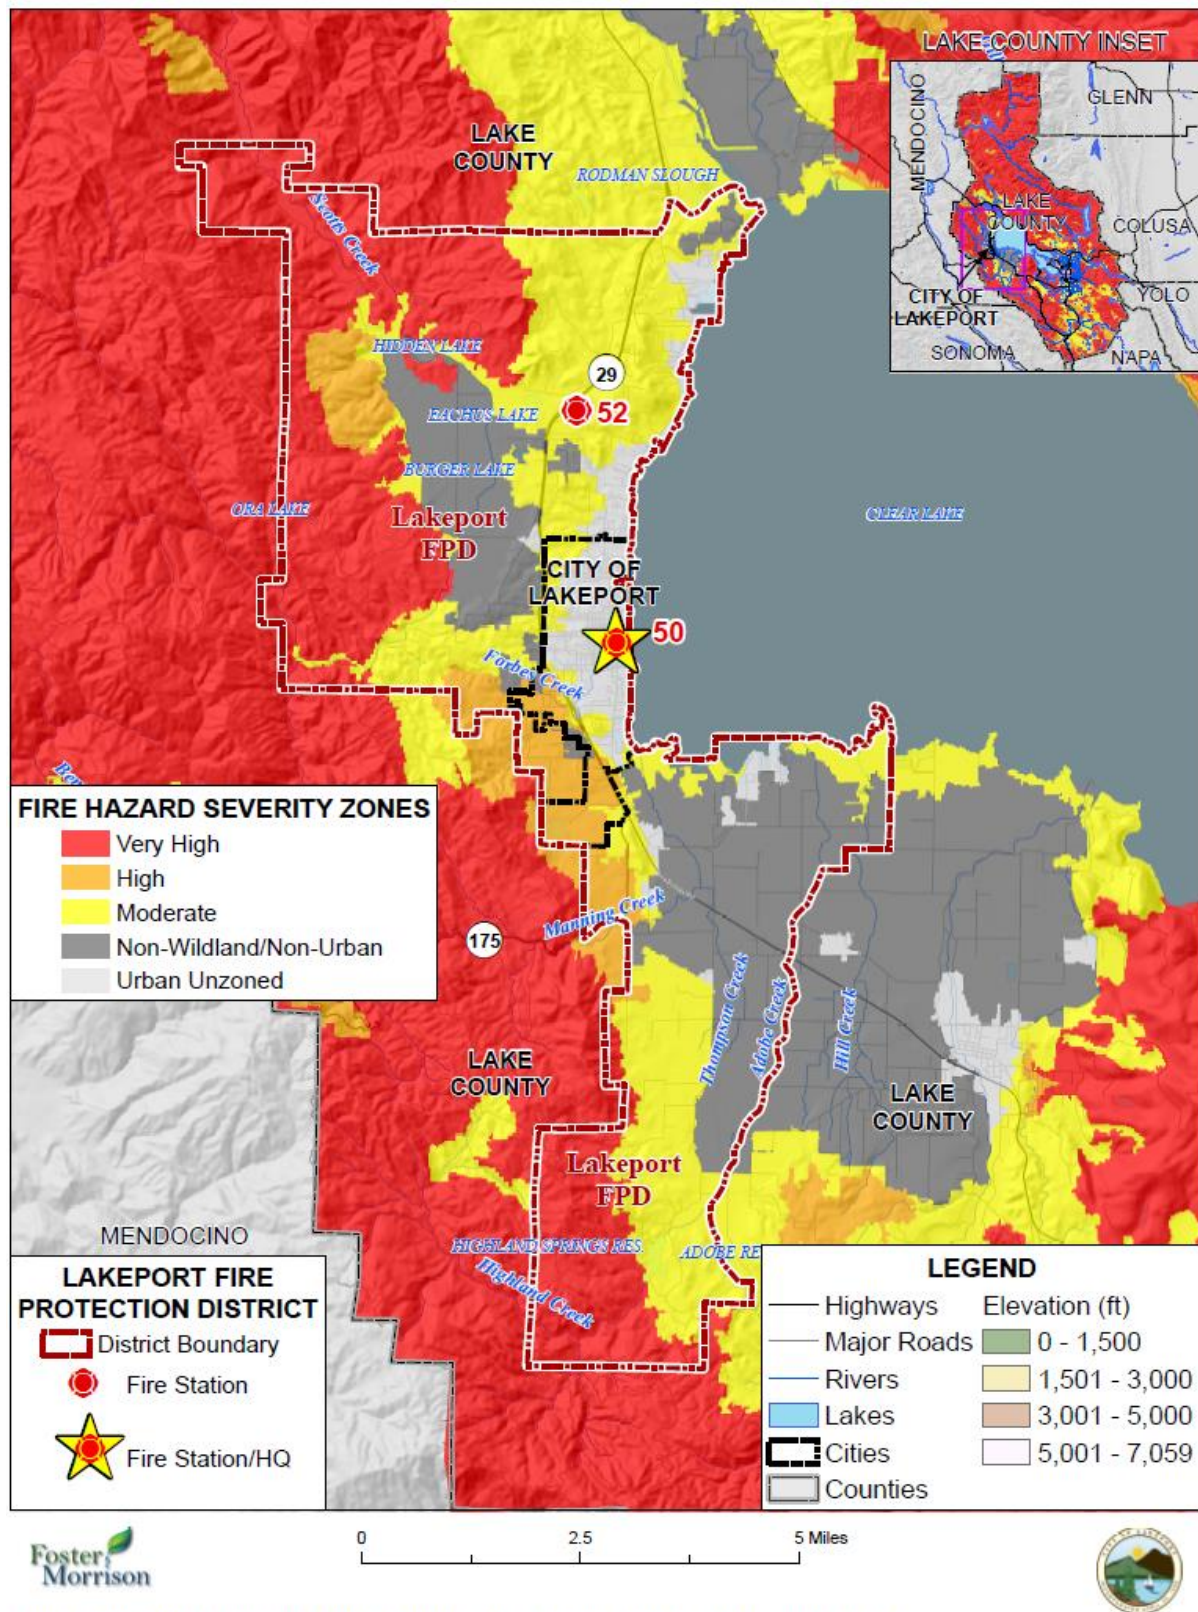 LAKE COUNTY INSET
GLENN
MENDOCINO
LAKE
COUNTY
COLUSA
CITY OF
LAKEPORT
YOLO
SONOMA
NAPA
LAKE
COUNTY
RODMAN SLOUGH
Scotts Creek
HIDDEN LAKE
29
52
EACHUS LAKE
BURGER LAKE
ORA LAKE
CLEAR LAKE
Lakeport
FPD
CITY OF
LAKEPORT
50
Forbes Creek
FIRE HAZARD SEVERITY ZONES
Very High
High
Moderate
Non-Wildland/Non-Urban
Urban Unzoned
Manning Creek
175
Thompson Creek
Adobe Creek
Hill Creek
LAKE
COUNTY
LAKE
COUNTY
Lakeport
FPD
MENDOCINO
HIGHLAND SPRINGS RES.
Highland Creek
LAKEPORT FIRE
PROTECTION DISTRICT
District Boundary
Fire Station
Fire Station/HQ
LEGEND
Highways
Major Roads
Rivers
Lakes
Cities
Counties
Elevation (ft)
0 - 1,500
1,501 - 3,000
3,001 - 5,000
5,001 - 7,059
Foster
Morrison
0 2.5 5 Miles